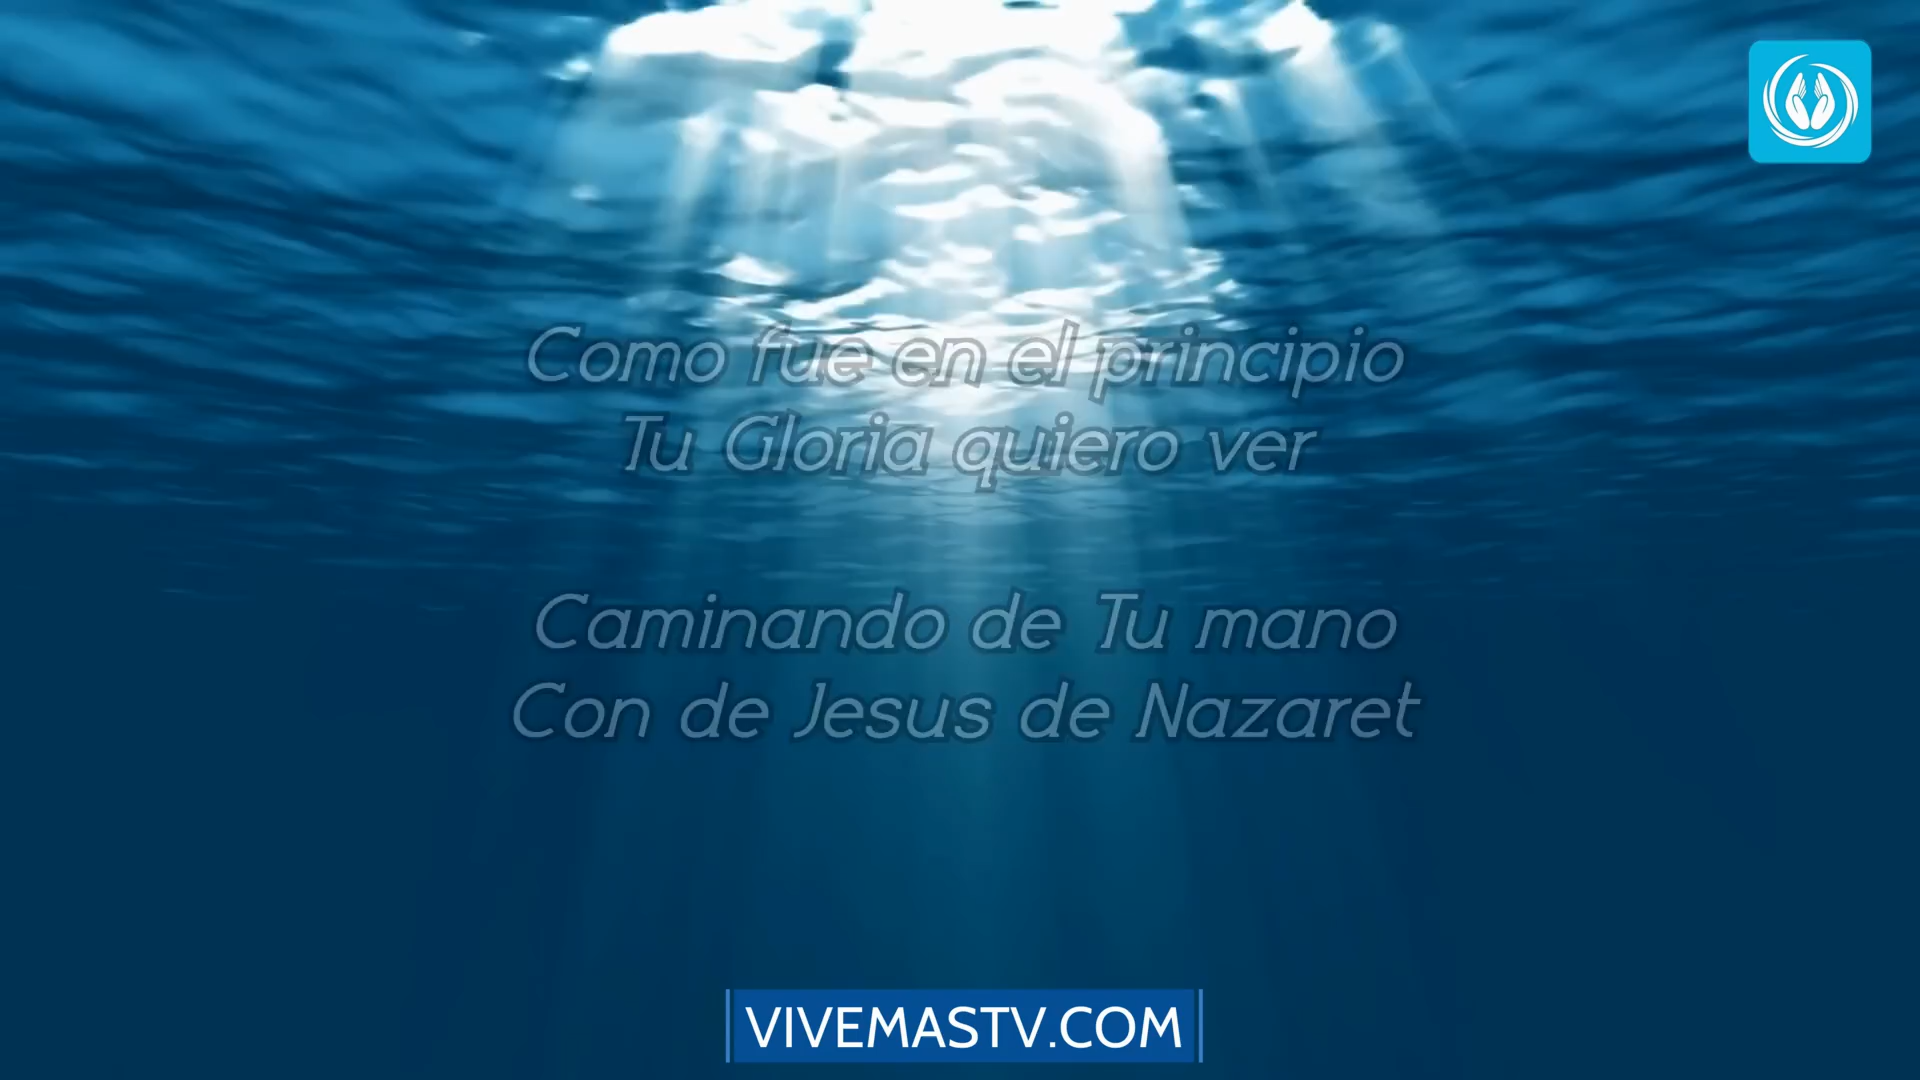 Como fue en el principio
Tu Gloria quiero ver
Caminando de Tu mano
Con de Jesus de Nazaret
VIVEMASTV.COM